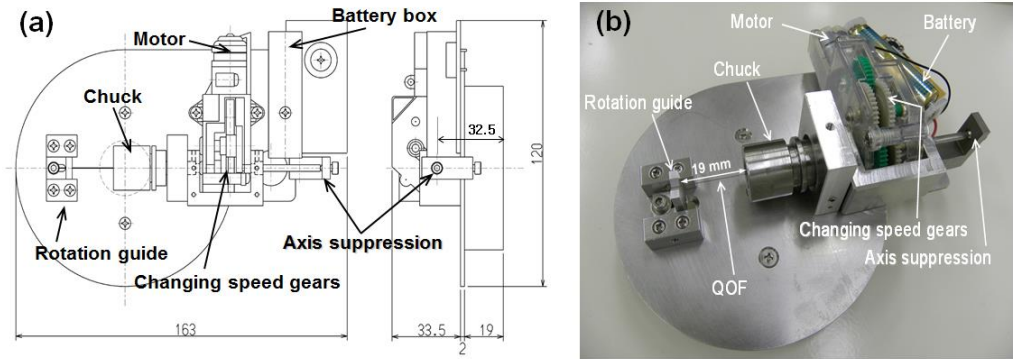 (a)
Battery box
Motor
Chuck
32.5
120
Rotation guide
Axis suppression
Changing speed gears
163
33.5
2
19
(b)
Motor
Battery
Chuck
Rotation guide
19 mm
Changing speed gears
Axis suppression
QOF